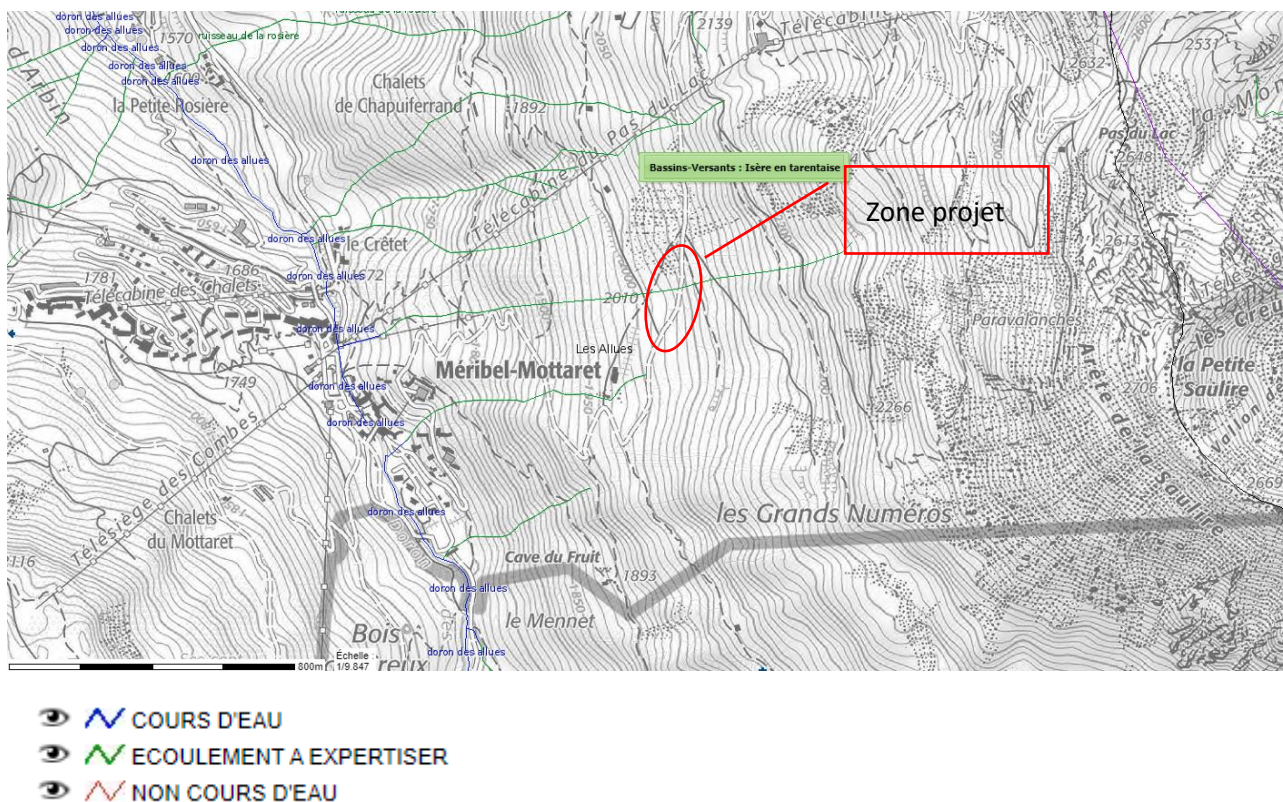 doron des allues
doron des allues
doron des allues
doron des allues
doron des allues
1570
ruisseau de la rosière
d'Arbin
la Petite Rosière
Chalets
de Chapuiferrand
1892
2050
2139
Télécabine
2531
2632
Pas du Lac
2648
Bassins-Versants : Isère en tarentaise
Zone projet
Télécabine du Pas du Lac
doron des allues
doron des allues
le Crêtet
doron des allues
1781
1686
Télécabine des Chalets
doron des allues
2010
Les Allues
Méribel-Mottaret
1749
doron des allues
doron des allues
Paravalanches
la Petite
Saulire
2706
2266
Arête de la Saulire
2669
Télésiège des Combes
Chalets
du Mottaret
doron des allues
les Grands Numéros
Cave du Fruit
1893
1850
doron des allues
le Mennet
Bois
doron des allues
reux
800m
Échelle :
1/9.847
COURS D'EAU
ECOULEMENT A EXPERTISER
NON COURS D'EAU